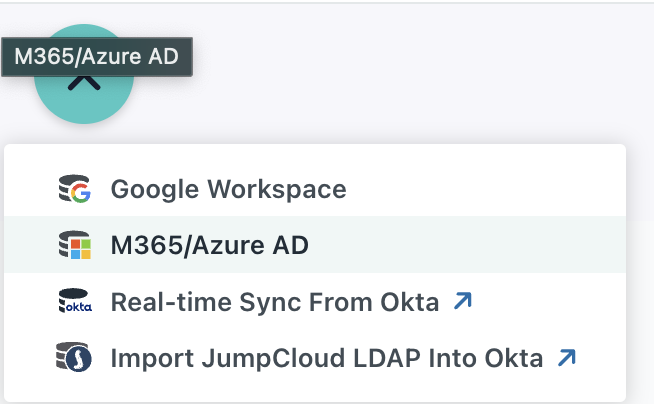 M365/Azure AD
Google Workspace
M365/Azure AD
okta
Real-time Sync From Okta
Import JumpCloud LDAP Into Okta